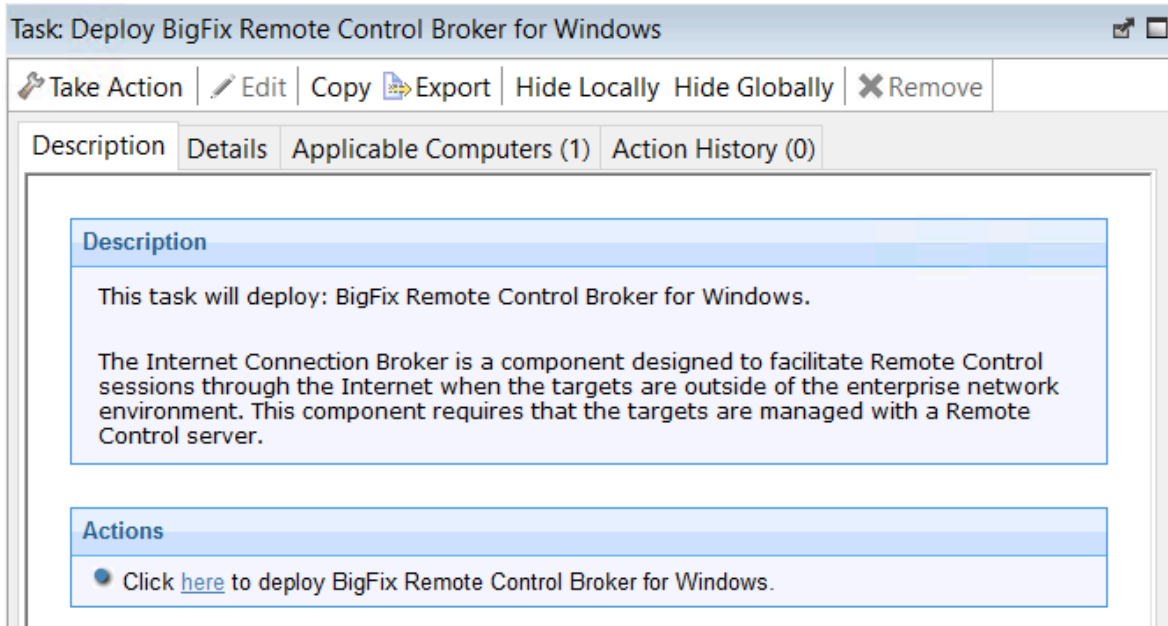 Task: Deploy BigFix Remote Control Broker for Windows
Take Action Edit Copy Export Hide Locally Hide Globally Remove
Description Details Applicable Computers (1) Action History (0)
Description
This task will deploy: BigFix Remote Control Broker for Windows.
The Internet Connection Broker is a component designed to facilitate Remote Control
sessions through the Internet when the targets are outside of the enterprise network
environment. This component requires that the targets are managed with a Remote
Control server.
Actions
Click here to deploy BigFix Remote Control Broker for Windows.